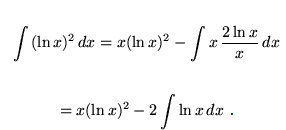 ∫ (ln x)² dx = x(ln x)² − ∫ x (2 ln x)/x dx
= x(ln x)² − 2 ∫ ln x dx .